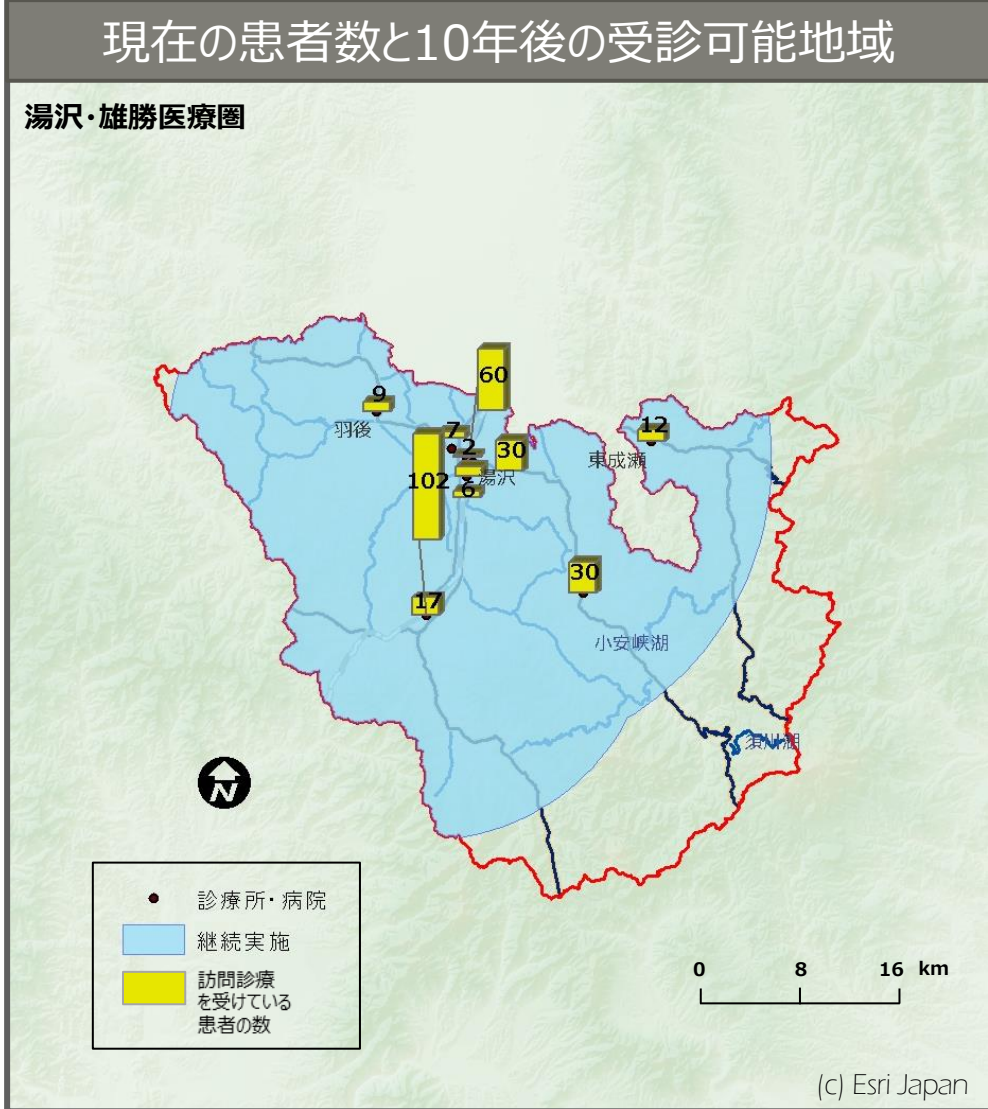 現在の患者数と10年後の受診可能地域
湯沢・雄勝医療圏
60
9
羽後
7
2
30
12
東成瀬
102
湯沢
6
30
17
小安峡湖
須川湖
N
診療所・病院
継続実施
訪問診療
を受けている
患者の数
0 8 16 km
(c) Esri Japan